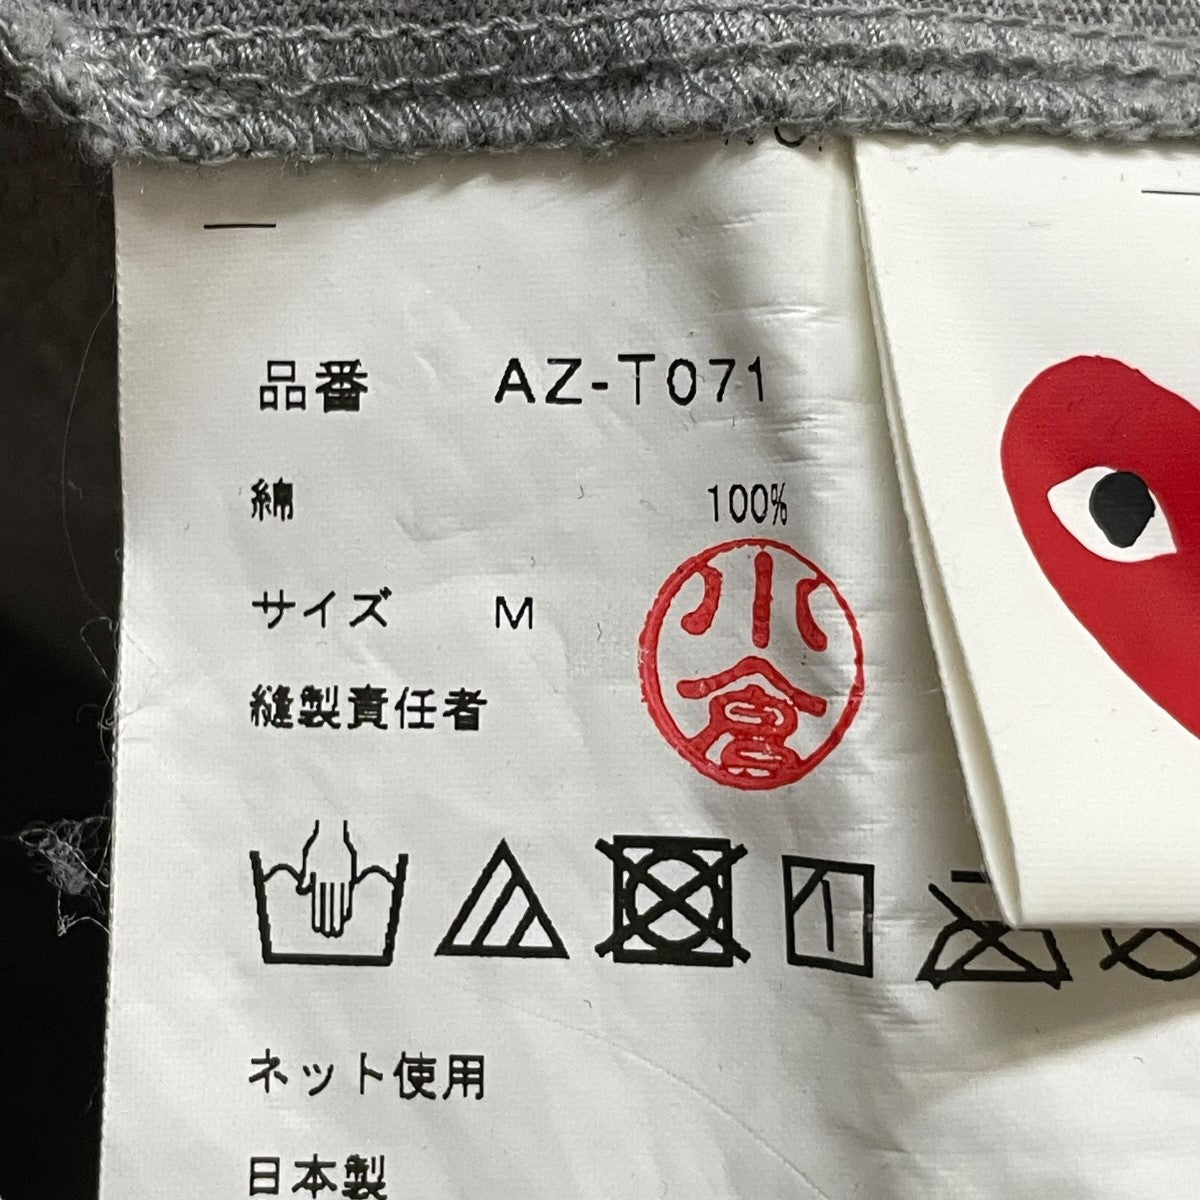 品番 AZ-T071
綿 100%
サイズ M
縫製責任者 小倉
ネット使用
日本製